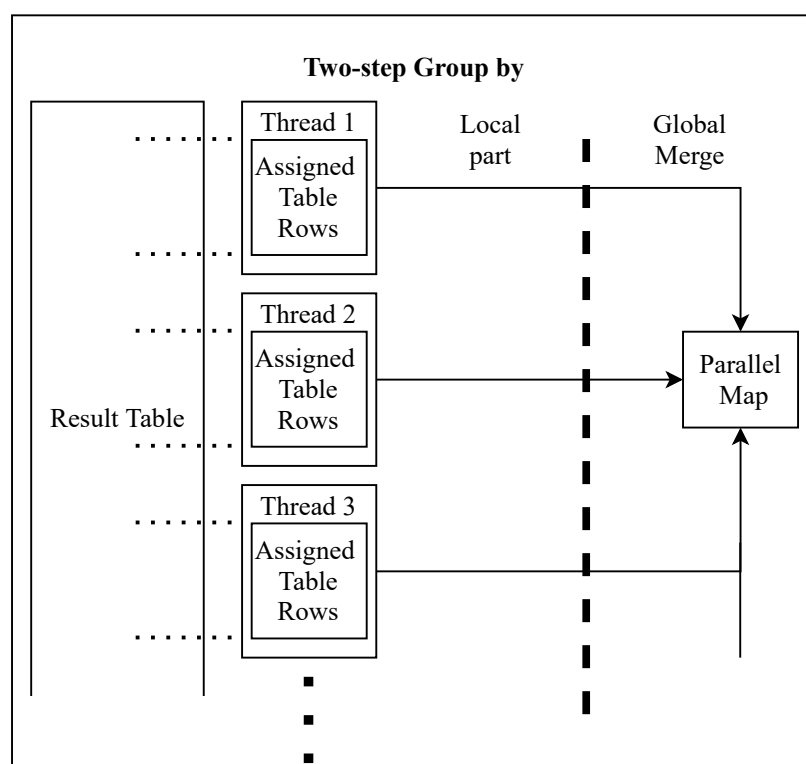 Two-step Group by
Thread 1
Assigned
Table
Rows
Local
part
Global
Merge
Thread 2
Assigned
Table
Rows
Parallel
Map
Result Table
Thread 3
Assigned
Table
Rows